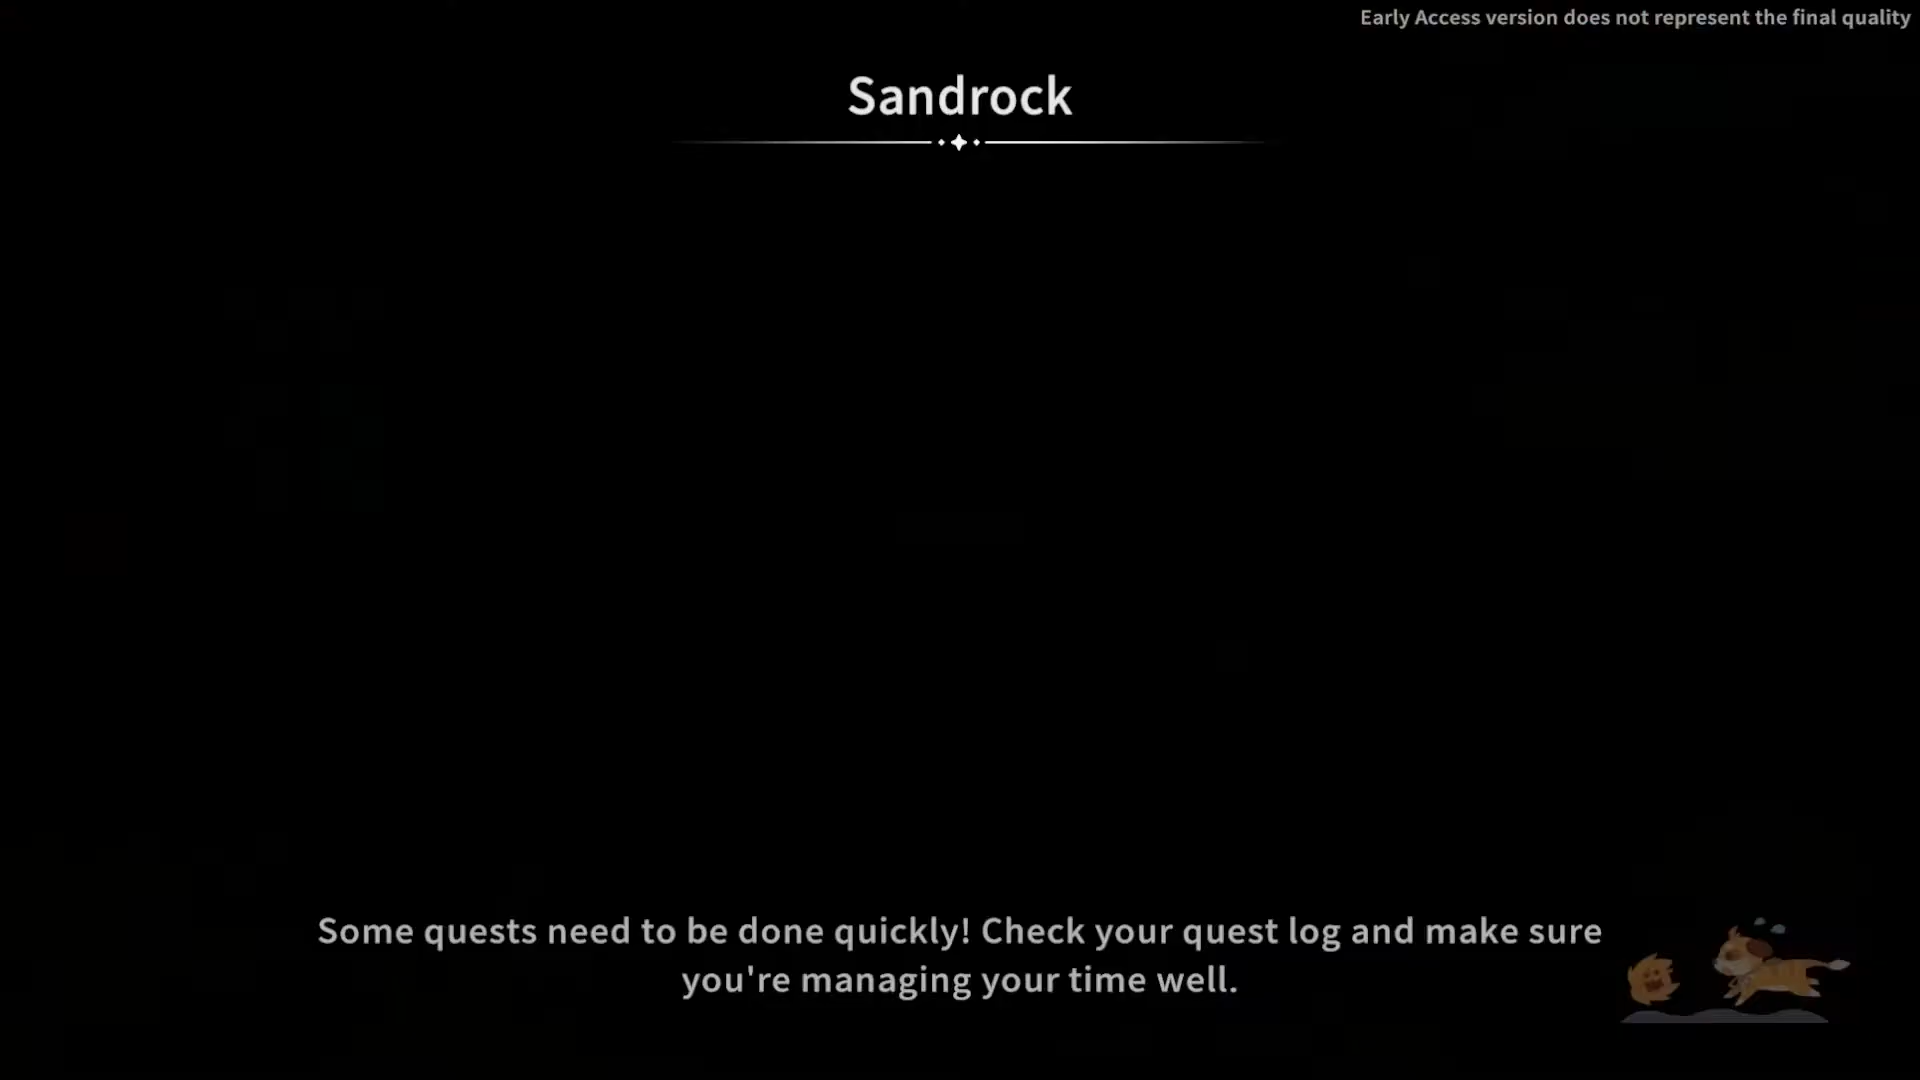 Early Access version does not represent the final quality
Sandrock
Some quests need to be done quickly! Check your quest log and make sure
you're managing your time well.